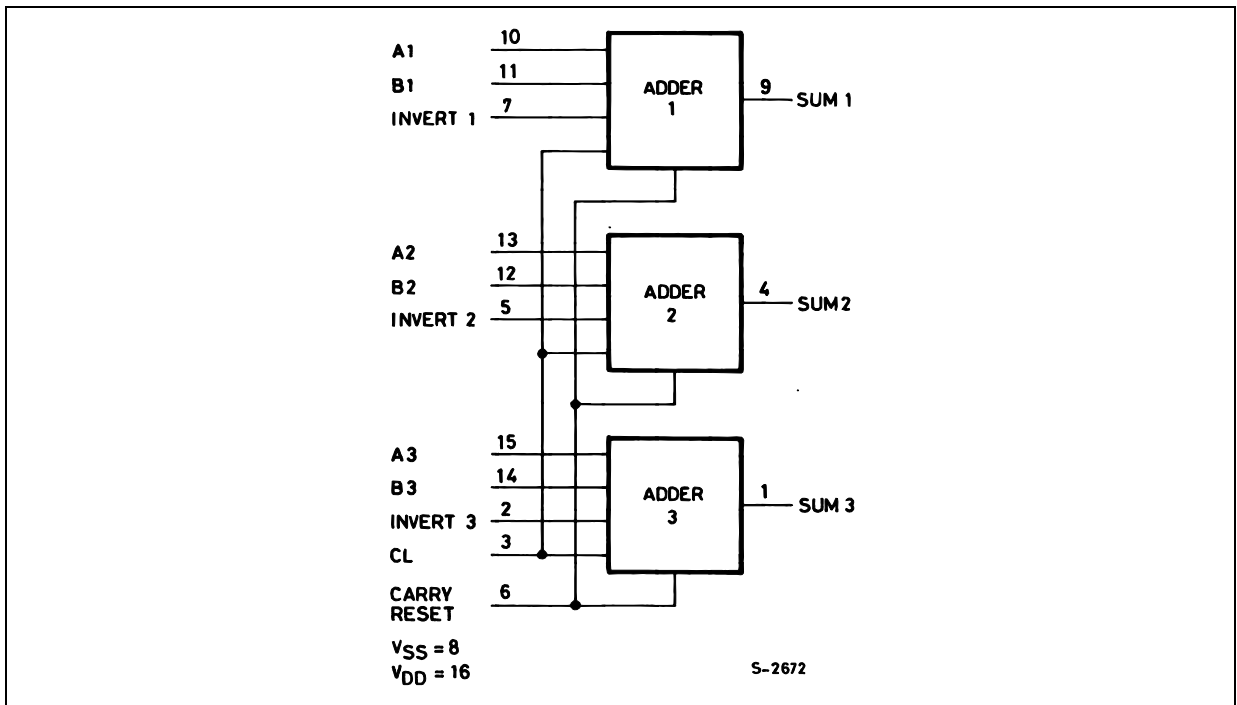 A1 10
B1 11
INVERT 1 7
ADDER
1
9 SUM 1
A2 13
B2 12
INVERT 2 5
ADDER
2
4 SUM2
A3 15
B3 14
INVERT 3 2
CL 3
ADDER
3
1 SUM 3
CARRY
RESET 6
VSS = 8
VDD = 16
S-2672